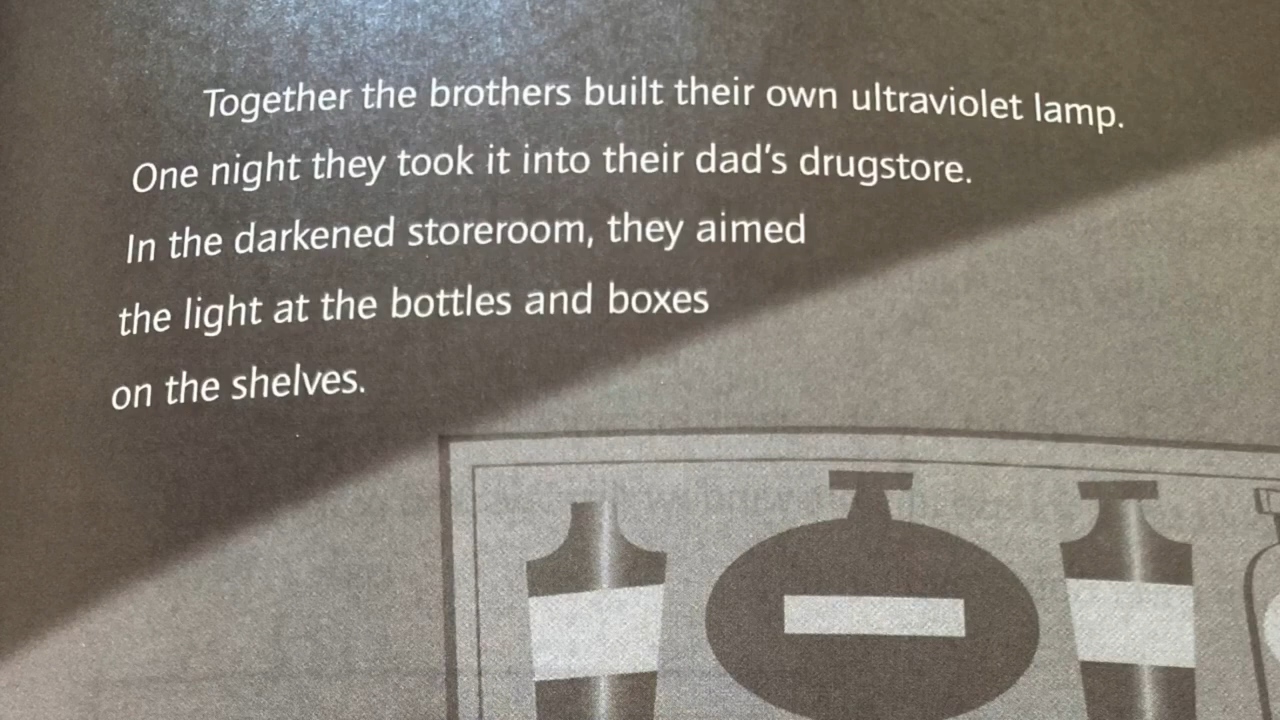 Together the brothers built their own ultraviolet lamp.
One night they took it into their dad's drugstore.
In the darkened storeroom, they aimed
the light at the bottles and boxes
on the shelves.